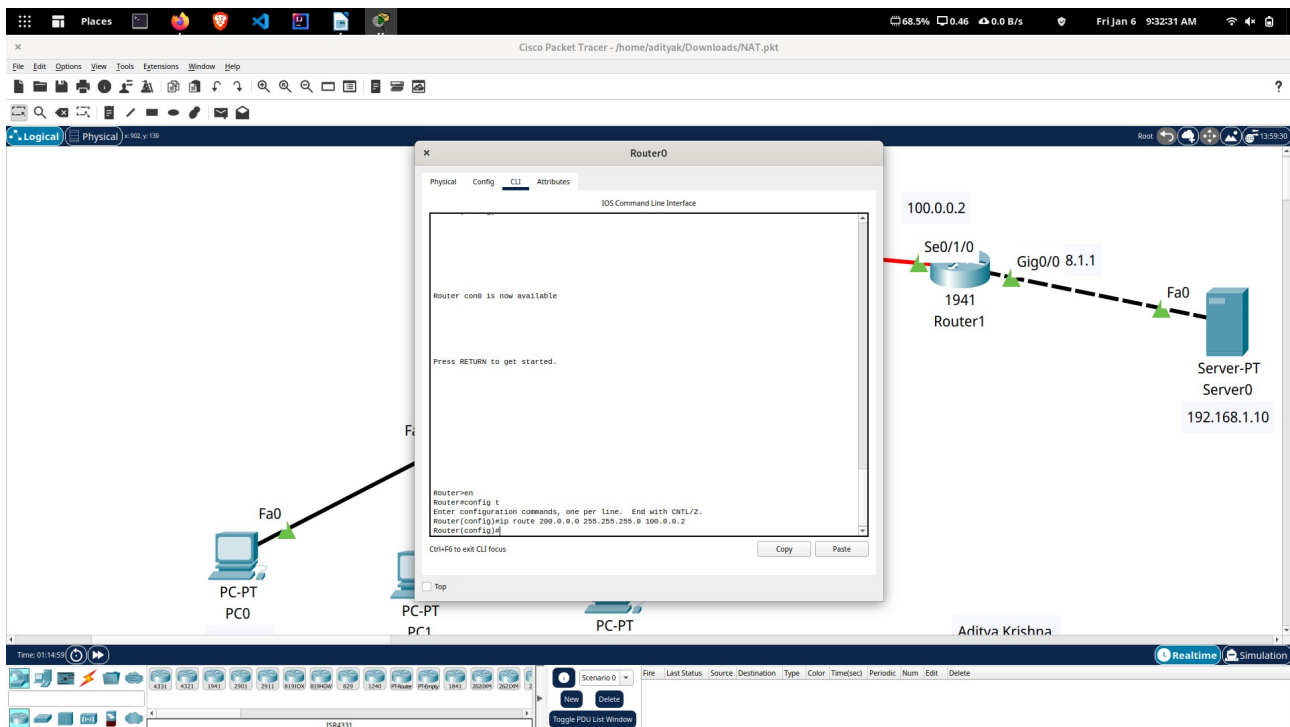 Places
68.5% 0.46 0.0 B/s
Fri Jan 6 9:32:31 AM
Cisco Packet Tracer - /home/adityak/Downloads/NAT.pkt
File Edit Options View Tools Extensions Window Help
?
Logical Physical x: 902, y: 139
Root 13:59:30
Router0
Physical Config CLI Attributes
IOS Command Line Interface
Router con0 is now available
Press RETURN to get started.
Router>en
Router#config t
Enter configuration commands, one per line. End with CNTL/Z.
Router(config)#ip route 200.0.0.0 255.255.255.0 100.0.0.2
Router(config)#
Ctrl+F6 to exit CLI focus
Copy Paste
Top
100.0.0.2
Se0/1/0
Gig0/0 8.1.1
1941
Router1
Fa0
Server-PT
Server0
192.168.1.10
Fa0
PC-PT
PC0
PC-PT
PC1
PC-PT
Aditya Krishna
Time: 01:14:59
Realtime Simulation
4331 4321 1941 2901 2911 819IOX 819HGW 829 1240 PT-Router PT-Empty 1841 2620XM 2621XM
ISR4331
Scenario 0
New Delete
Toggle PDU List Window
Fire Last Status Source Destination Type Color Time(sec) Periodic Num Edit Delete